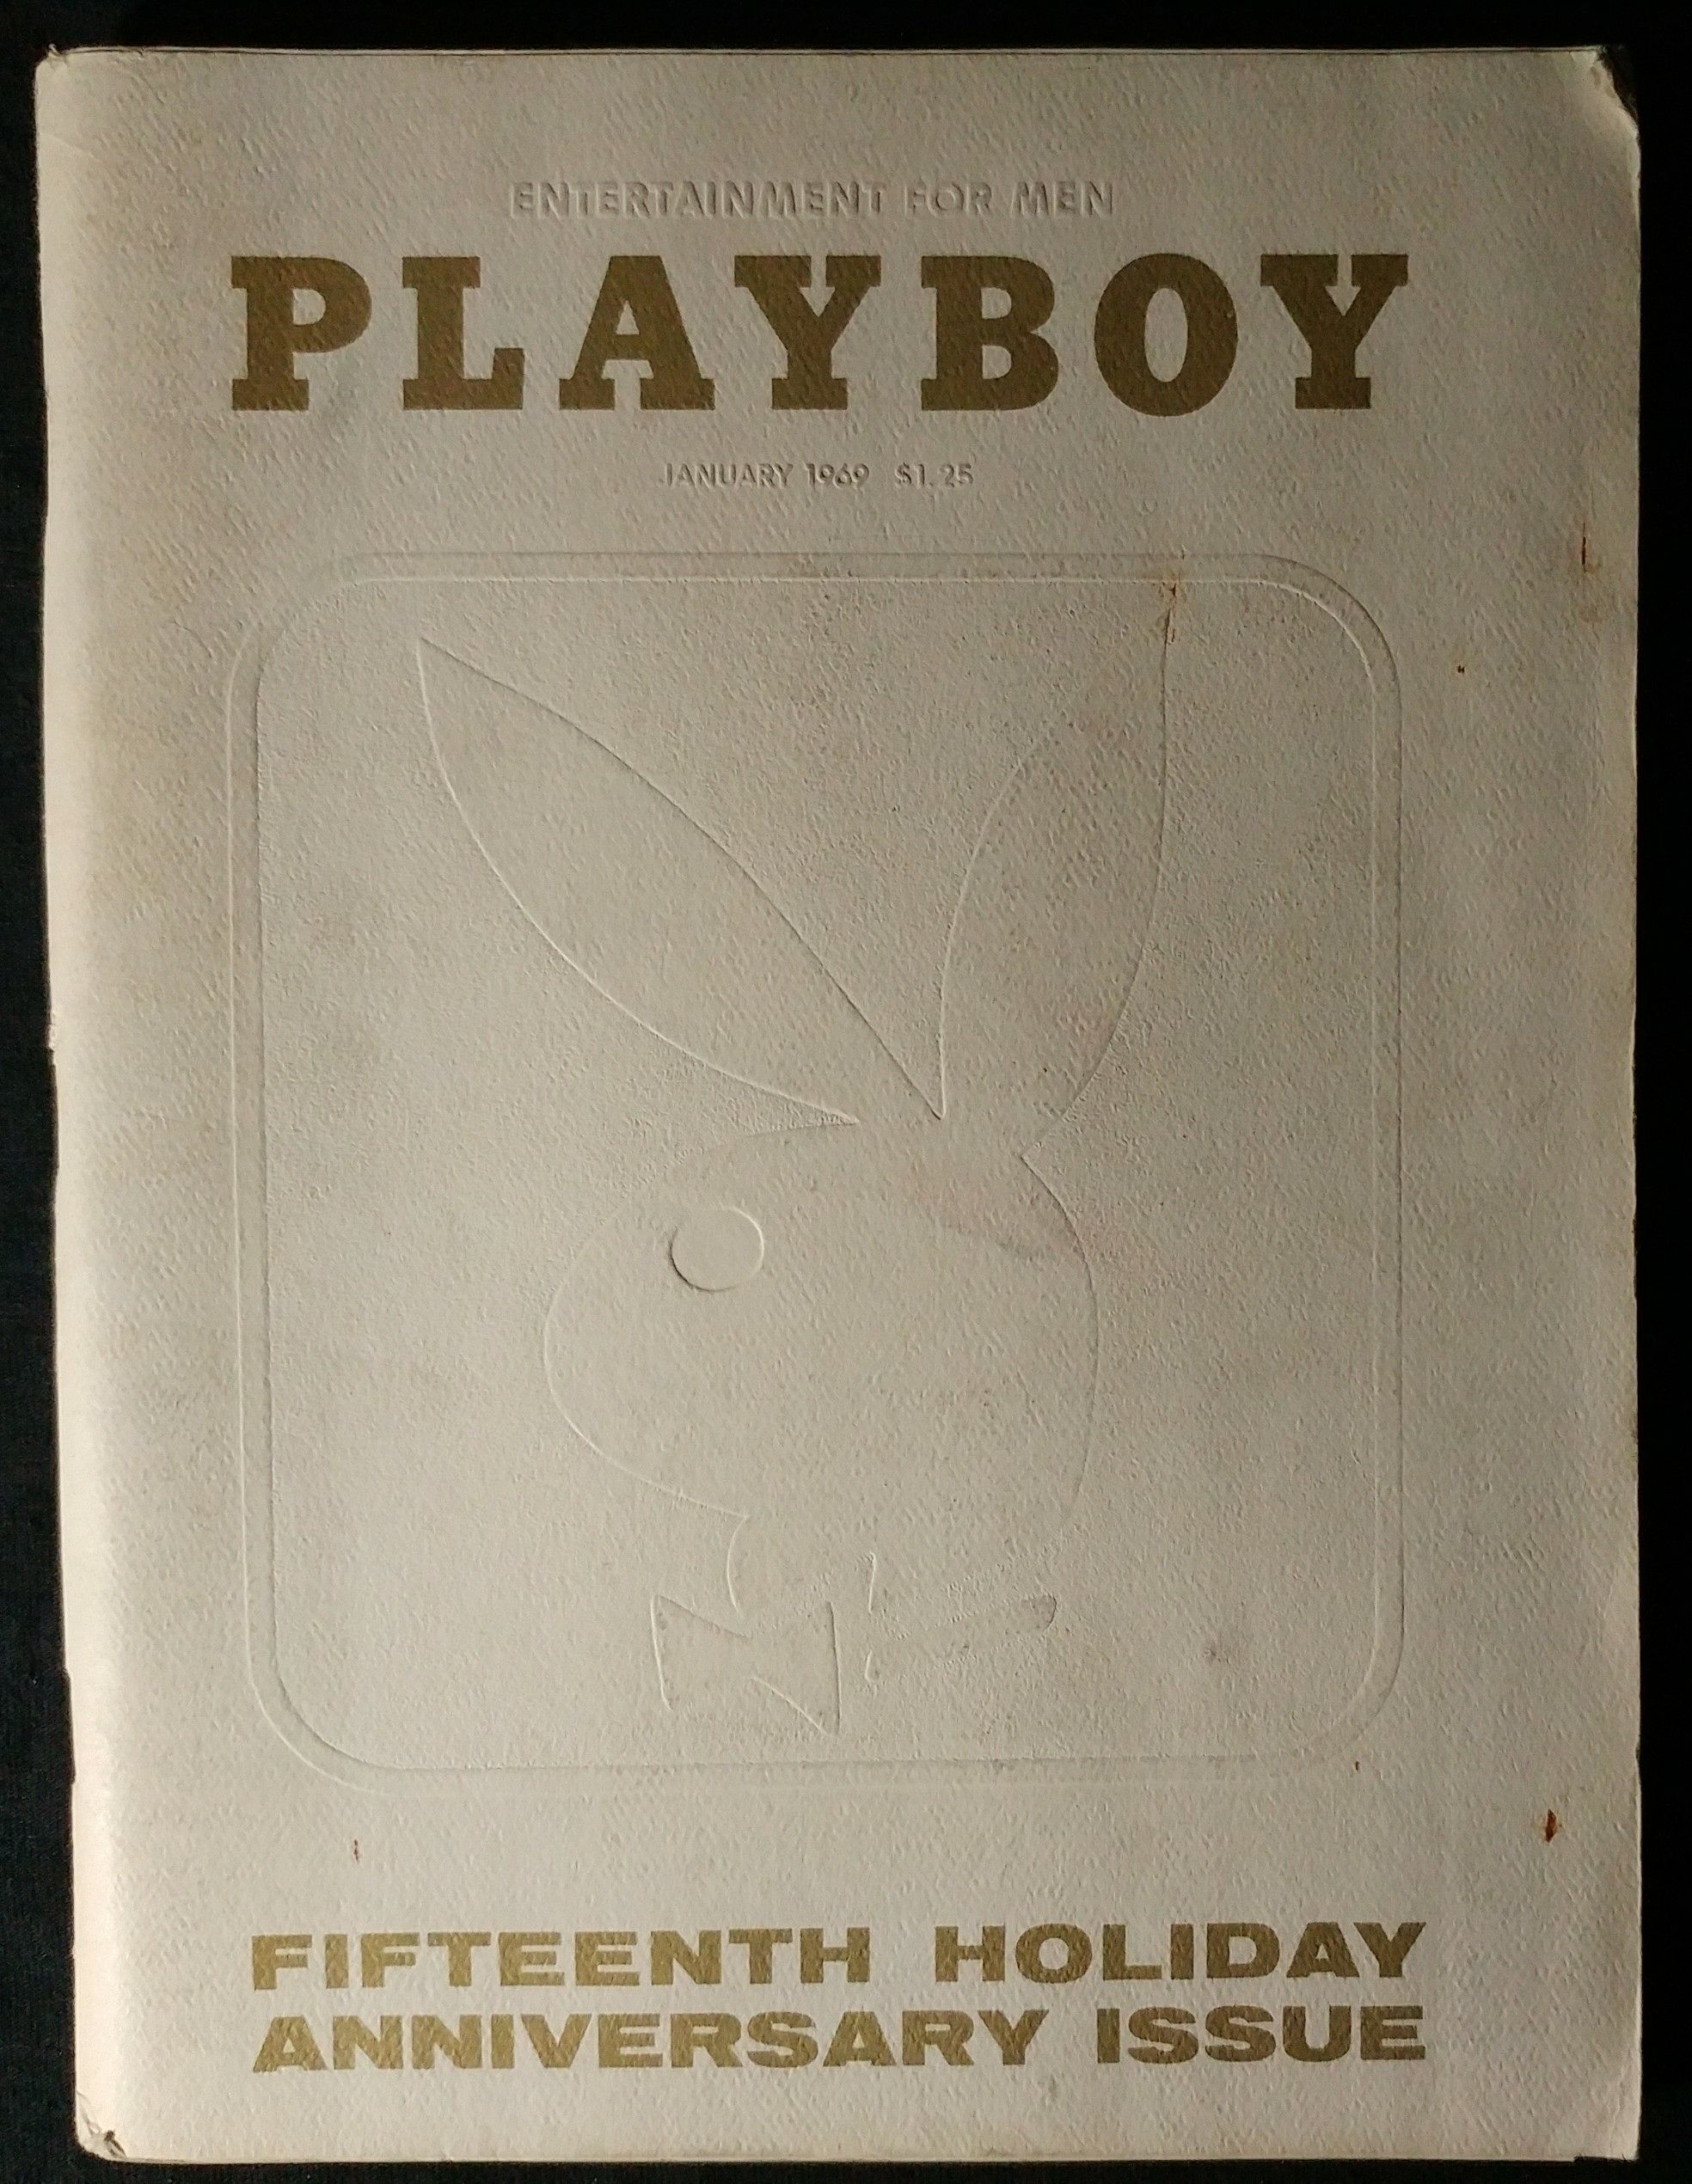 ENTERTAINMENT FOR MEN
PLAYBOY
JANUARY 1969 $1.25
FIFTEENTH HOLIDAY
ANNIVERSARY ISSUE